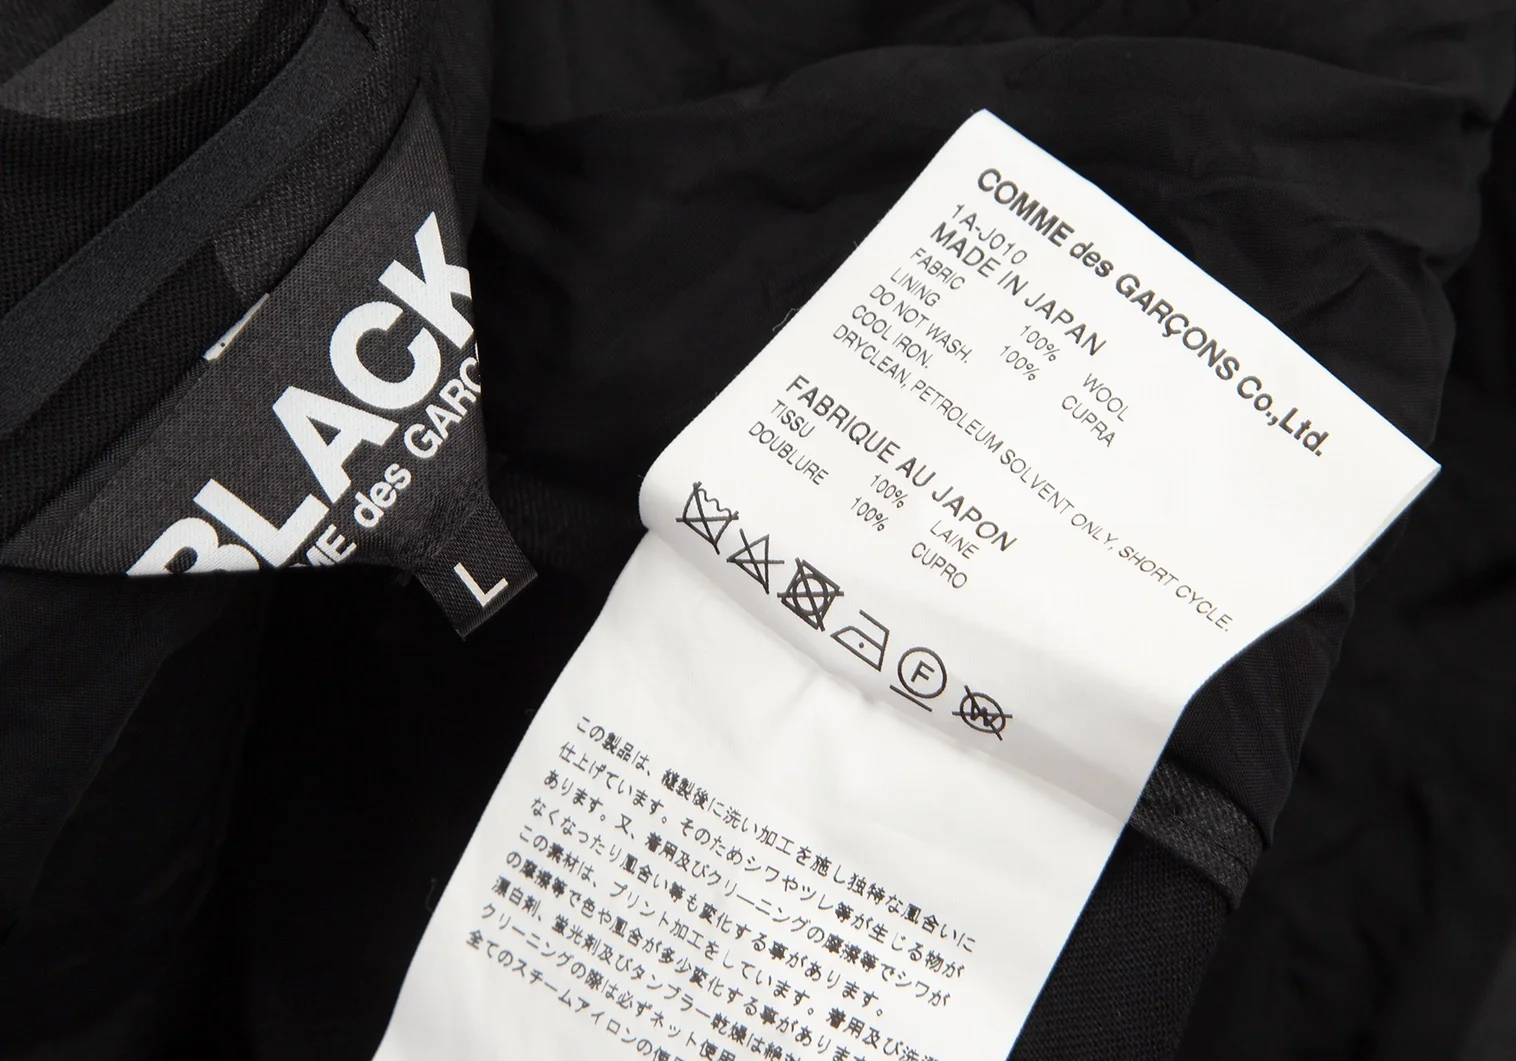 BLACK
ME des GARÇ
L
COMME des GARÇONS Co.,Ltd.
1A-J010
MADE IN JAPAN
FABRIC 100% WOOL
LINING 100% CUPRA
DO NOT WASH.
COOL IRON.
DRYCLEAN, PETROLEUM SOLVENT ONLY, SHORT CYCLE.
FABRIQUE AU JAPON
TISSU 100% LAINE
DOUBLURE 100% CUPRO
F
W
この製品は、縫製後に洗い加工を施し独特な風合いに
仕上げています。そのためシワやツレ等が生じる物が
あります。又、着用及びクリーニングの摩擦等でシワが
なくなったり風合い等も変化する事があります。
この素材は、プリント加工をしています。着用及び洗濯
の摩擦等で色や風合が多少変化する事があります
漂白剤、蛍光剤及びタンブラー乾燥は絶対
クリーニングの際は必ずネット使用
全てのスチームアイロンの使用